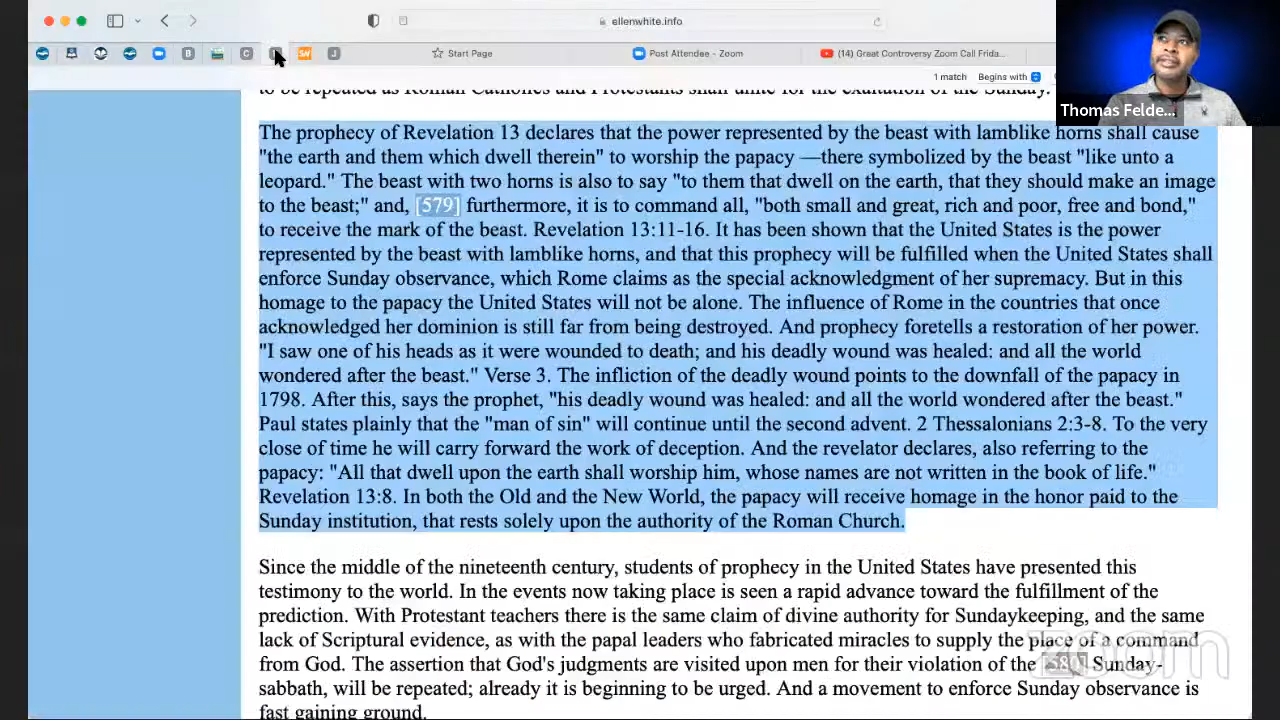 ellenwhite.info
B
C
SW
J
Start Page
Post Attendee - Zoom
(14) Great Controversy Zoom Call Frida...
1 match
Begins with
Thomas Felde...
to be repeated as Roman Catholics and Protestants shall unite for the exaltation of the Sunday.
The prophecy of Revelation 13 declares that the power represented by the beast with lamblike horns shall cause
"the earth and them which dwell therein" to worship the papacy —there symbolized by the beast "like unto a
leopard." The beast with two horns is also to say "to them that dwell on the earth, that they should make an image
to the beast;" and, [579] furthermore, it is to command all, "both small and great, rich and poor, free and bond,"
to receive the mark of the beast. Revelation 13:11-16. It has been shown that the United States is the power
represented by the beast with lamblike horns, and that this prophecy will be fulfilled when the United States shall
enforce Sunday observance, which Rome claims as the special acknowledgment of her supremacy. But in this
homage to the papacy the United States will not be alone. The influence of Rome in the countries that once
acknowledged her dominion is still far from being destroyed. And prophecy foretells a restoration of her power.
"I saw one of his heads as it were wounded to death; and his deadly wound was healed: and all the world
wondered after the beast." Verse 3. The infliction of the deadly wound points to the downfall of the papacy in
1798. After this, says the prophet, "his deadly wound was healed: and all the world wondered after the beast."
Paul states plainly that the "man of sin" will continue until the second advent. 2 Thessalonians 2:3-8. To the very
close of time he will carry forward the work of deception. And the revelator declares, also referring to the
papacy: "All that dwell upon the earth shall worship him, whose names are not written in the book of life."
Revelation 13:8. In both the Old and the New World, the papacy will receive homage in the honor paid to the
Sunday institution, that rests solely upon the authority of the Roman Church.
Since the middle of the nineteenth century, students of prophecy in the United States have presented this
testimony to the world. In the events now taking place is seen a rapid advance toward the fulfillment of the
prediction. With Protestant teachers there is the same claim of divine authority for Sundaykeeping, and the same
lack of Scriptural evidence, as with the papal leaders who fabricated miracles to supply the place of a command
from God. The assertion that God's judgments are visited upon men for their violation of the Sunday-
sabbath, will be repeated; already it is beginning to be urged. And a movement to enforce Sunday observance is
fast gaining ground.
zoom